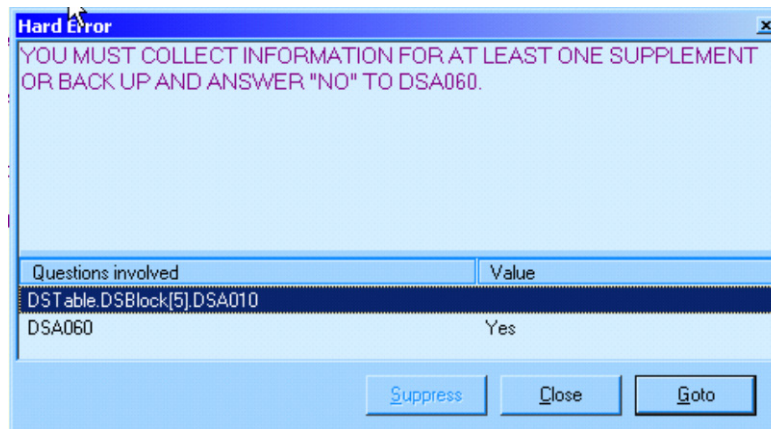 Hard Error
YOU MUST COLLECT INFORMATION FOR AT LEAST ONE SUPPLEMENT
OR BACK UP AND ANSWER "NO" TO DSA060.
Questions involved Value
DSTable.DSBlock[5].DSA010
DSA060 Yes
Suppress Close Goto